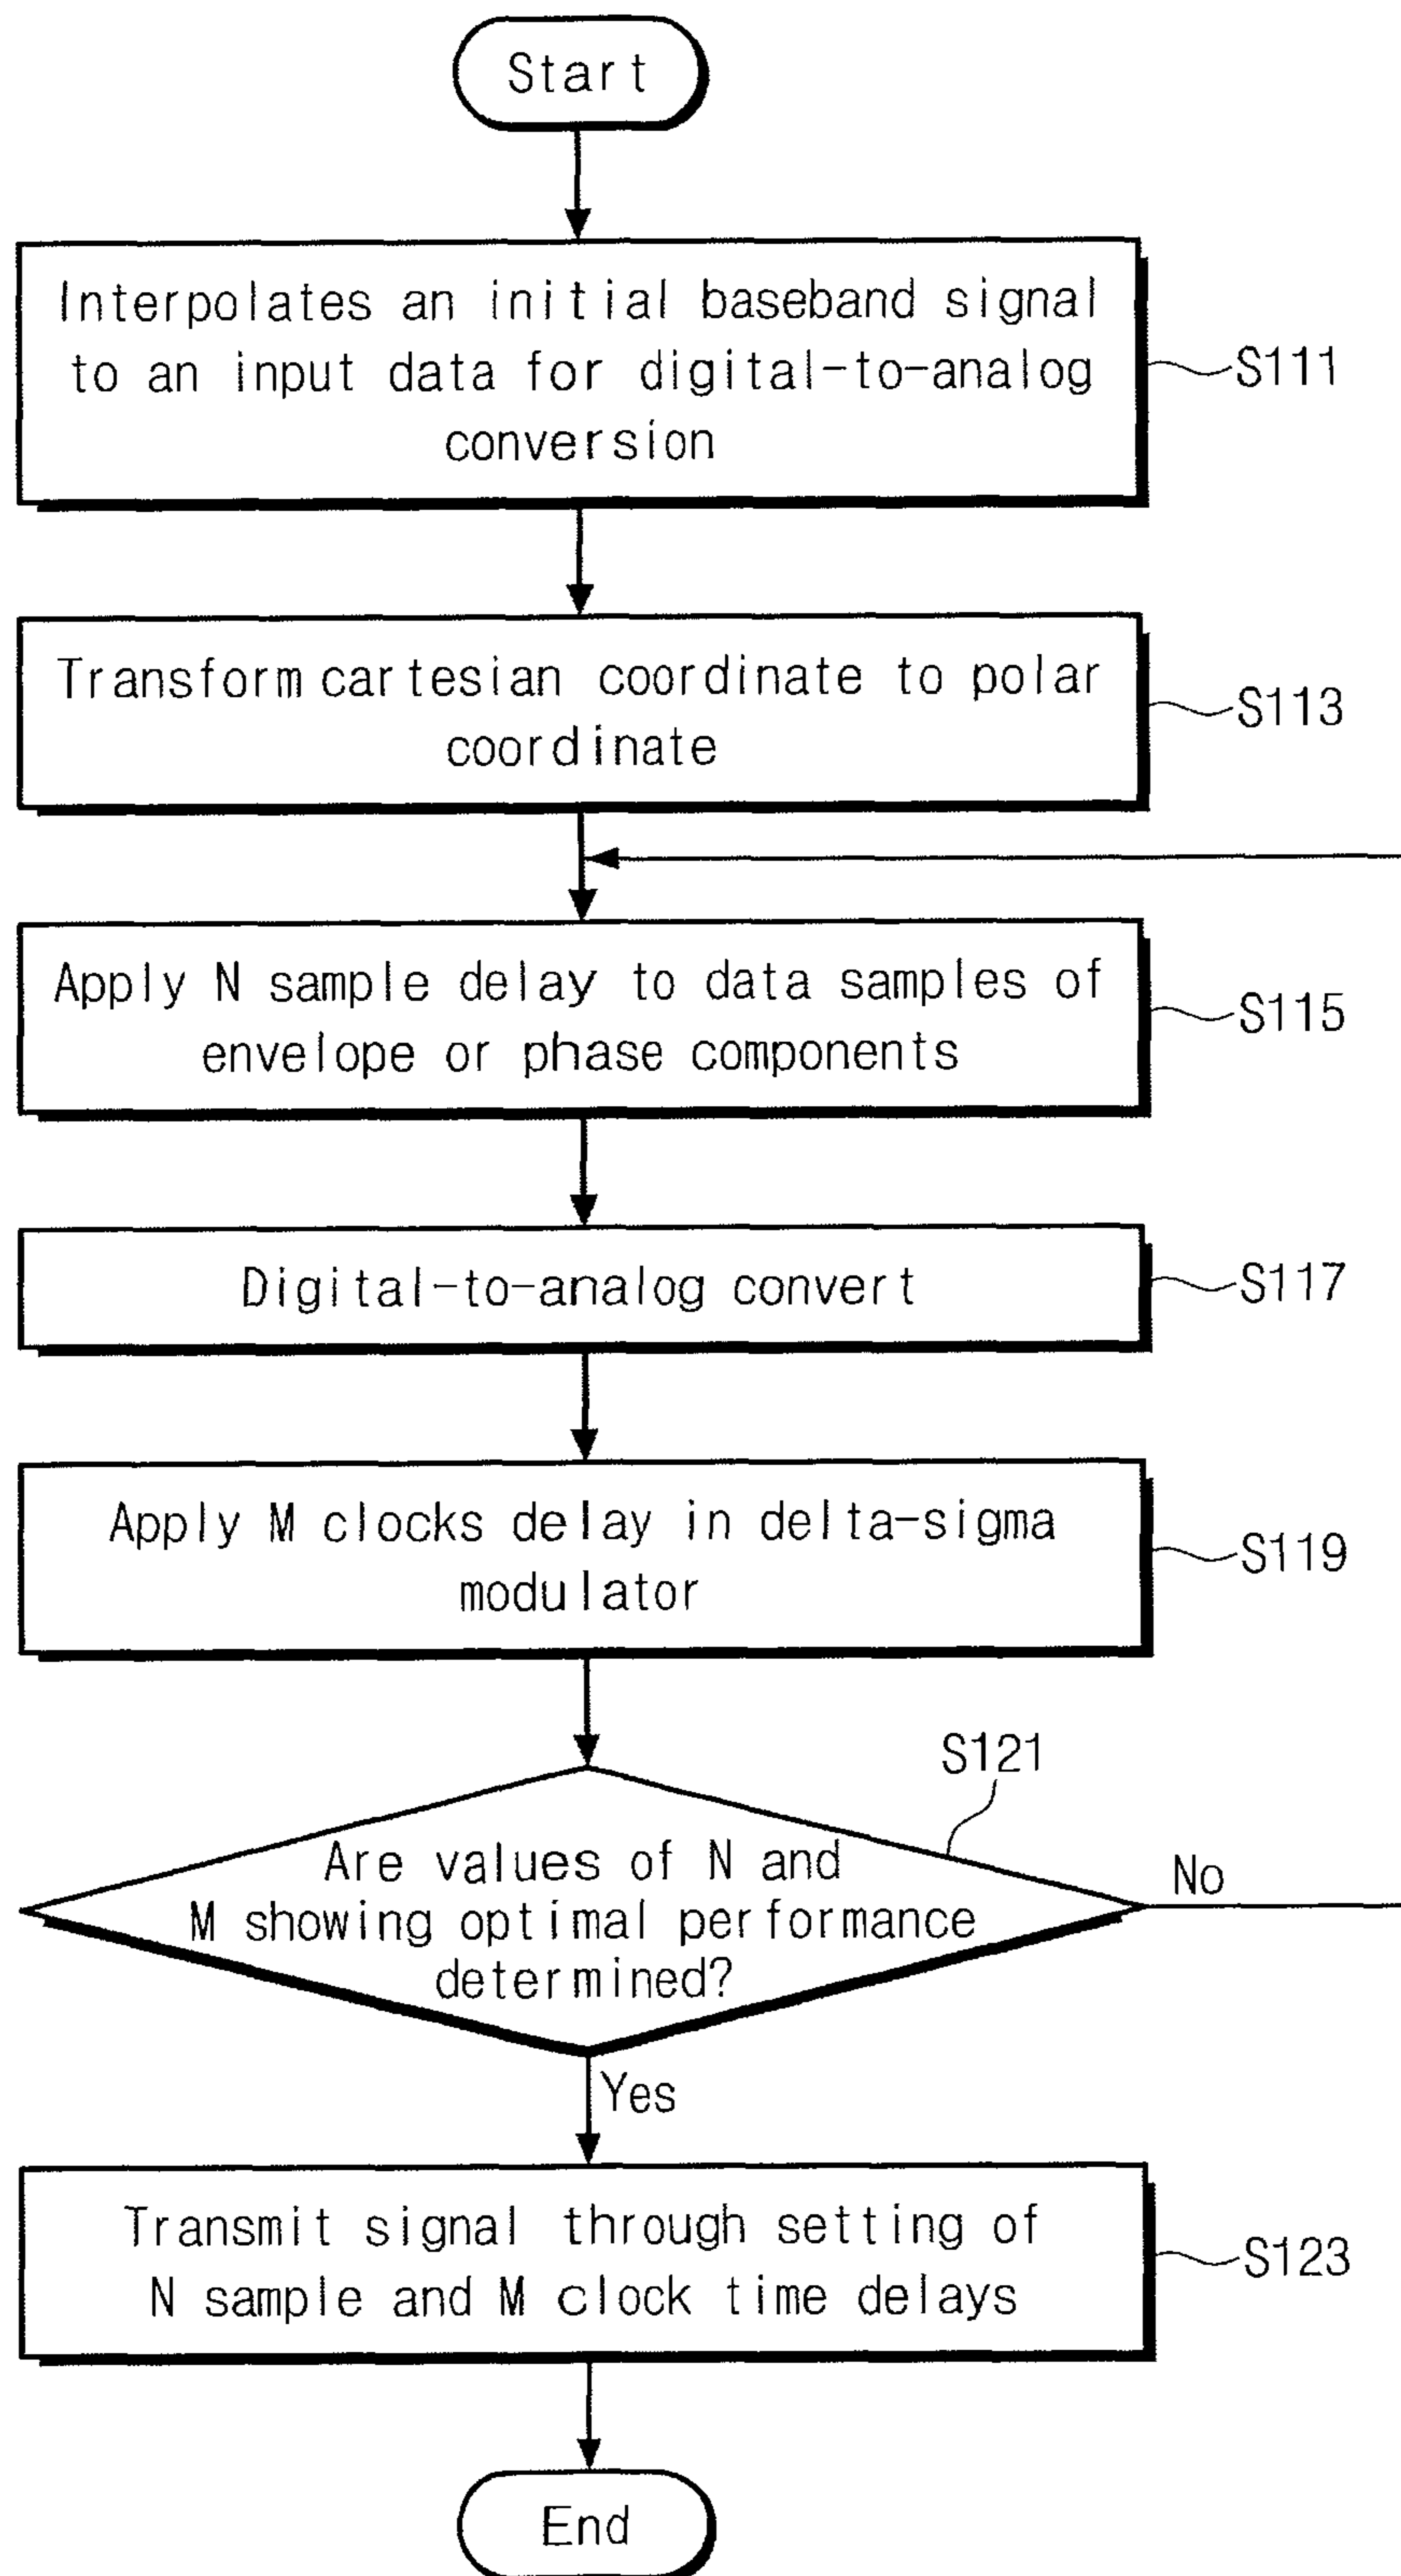 Start
Interpolates an initial baseband signal
to an input data for digital-to-analog
conversion
S111
Transform cartesian coordinate to polar
coordinate
S113
Apply N sample delay to data samples of
envelope or phase components
S115
Digital-to-analog convert
S117
Apply M clocks delay in delta-sigma
modulator
S119
S121
Are values of N and
M showing optimal performance
determined?
No
Yes
Transmit signal through setting of
N sample and M clock time delays
S123
End